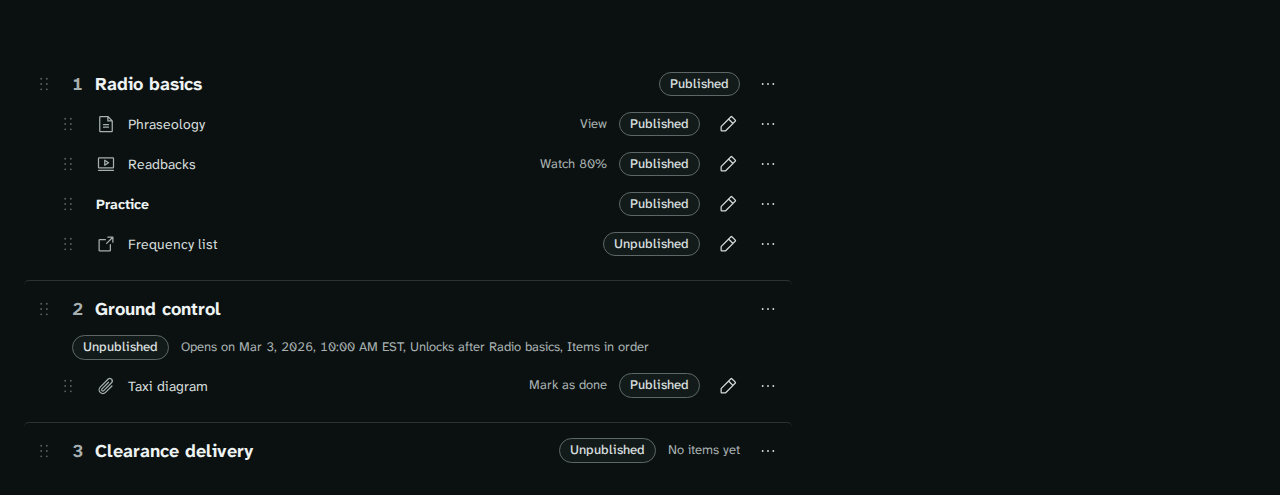 1 Radio basics Published
Phraseology View Published
Readbacks Watch 80% Published
Practice Published
Frequency list Unpublished
2 Ground control
Unpublished Opens on Mar 3, 2026, 10:00 AM EST, Unlocks after Radio basics, Items in order
Taxi diagram Mark as done Published
3 Clearance delivery Unpublished No items yet